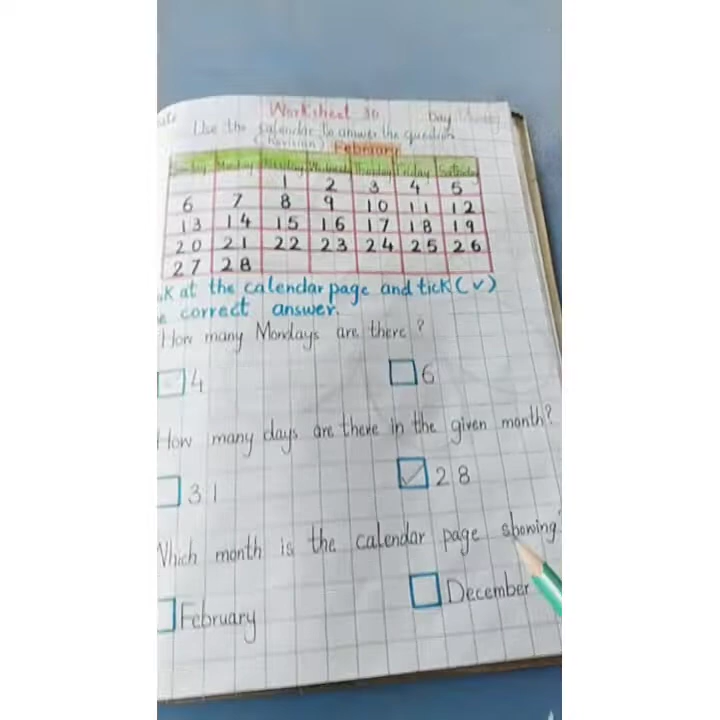 Worksheet 30
Day
Use the calendar to answer the question
(Revision) February
Sunday Monday Tuesday Wednesday Thursday Friday Saturday
1 2 3 4 5
6 7 8 9 10 11 12
13 14 15 16 17 18 19
20 21 22 23 24 25 26
27 28
at the calendar page and tick (✓)
correct answer.
How many Mondays are there?
4 6
How many days are there in the given month?
31 ✓ 28
Which month is the calendar page showing?
February December